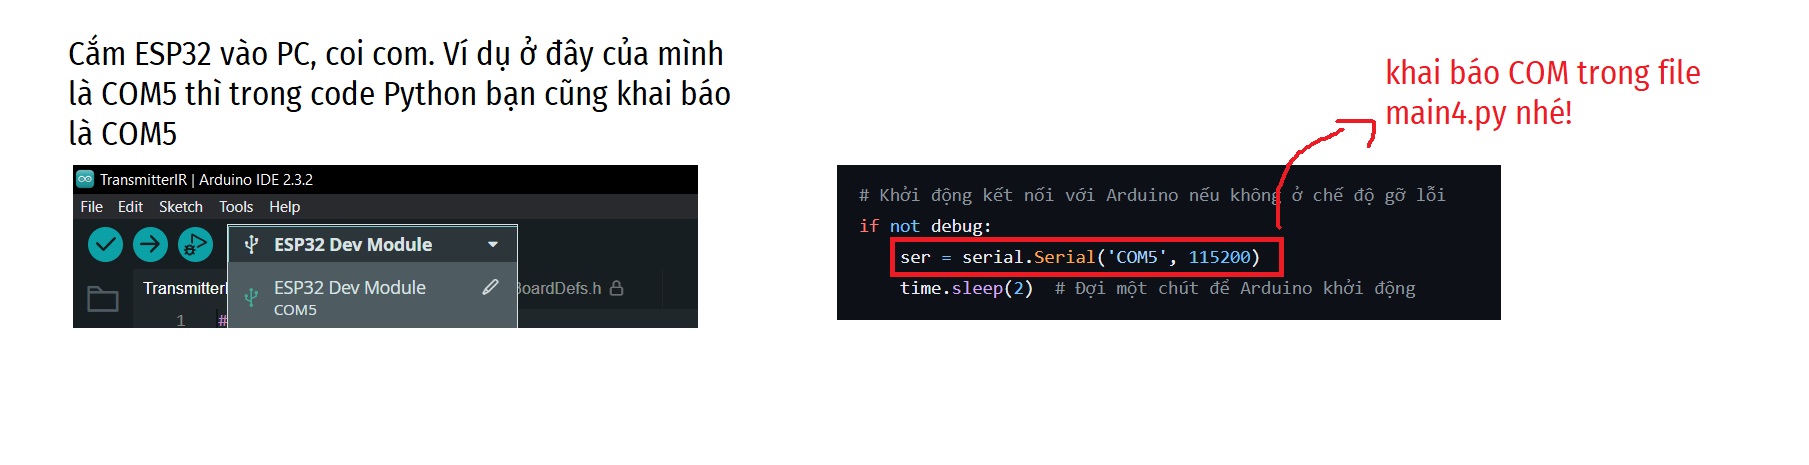 Cắm ESP32 vào PC, coi com. Ví dụ ở đây của mình
là COM5 thì trong code Python bạn cũng khai báo
là COM5
khai báo COM trong file
main4.py nhé!
TransmitterIR | Arduino IDE 2.3.2
File Edit Sketch Tools Help
ESP32 Dev Module
ESP32 Dev Module
COM5
TransmitterI
BoardDefs.h
1 #
# Khởi động kết nối với Arduino nếu không ở chế độ gỡ lỗi
if not debug:
ser = serial.Serial('COM5', 115200)
time.sleep(2) # Đợi một chút để Arduino khởi động